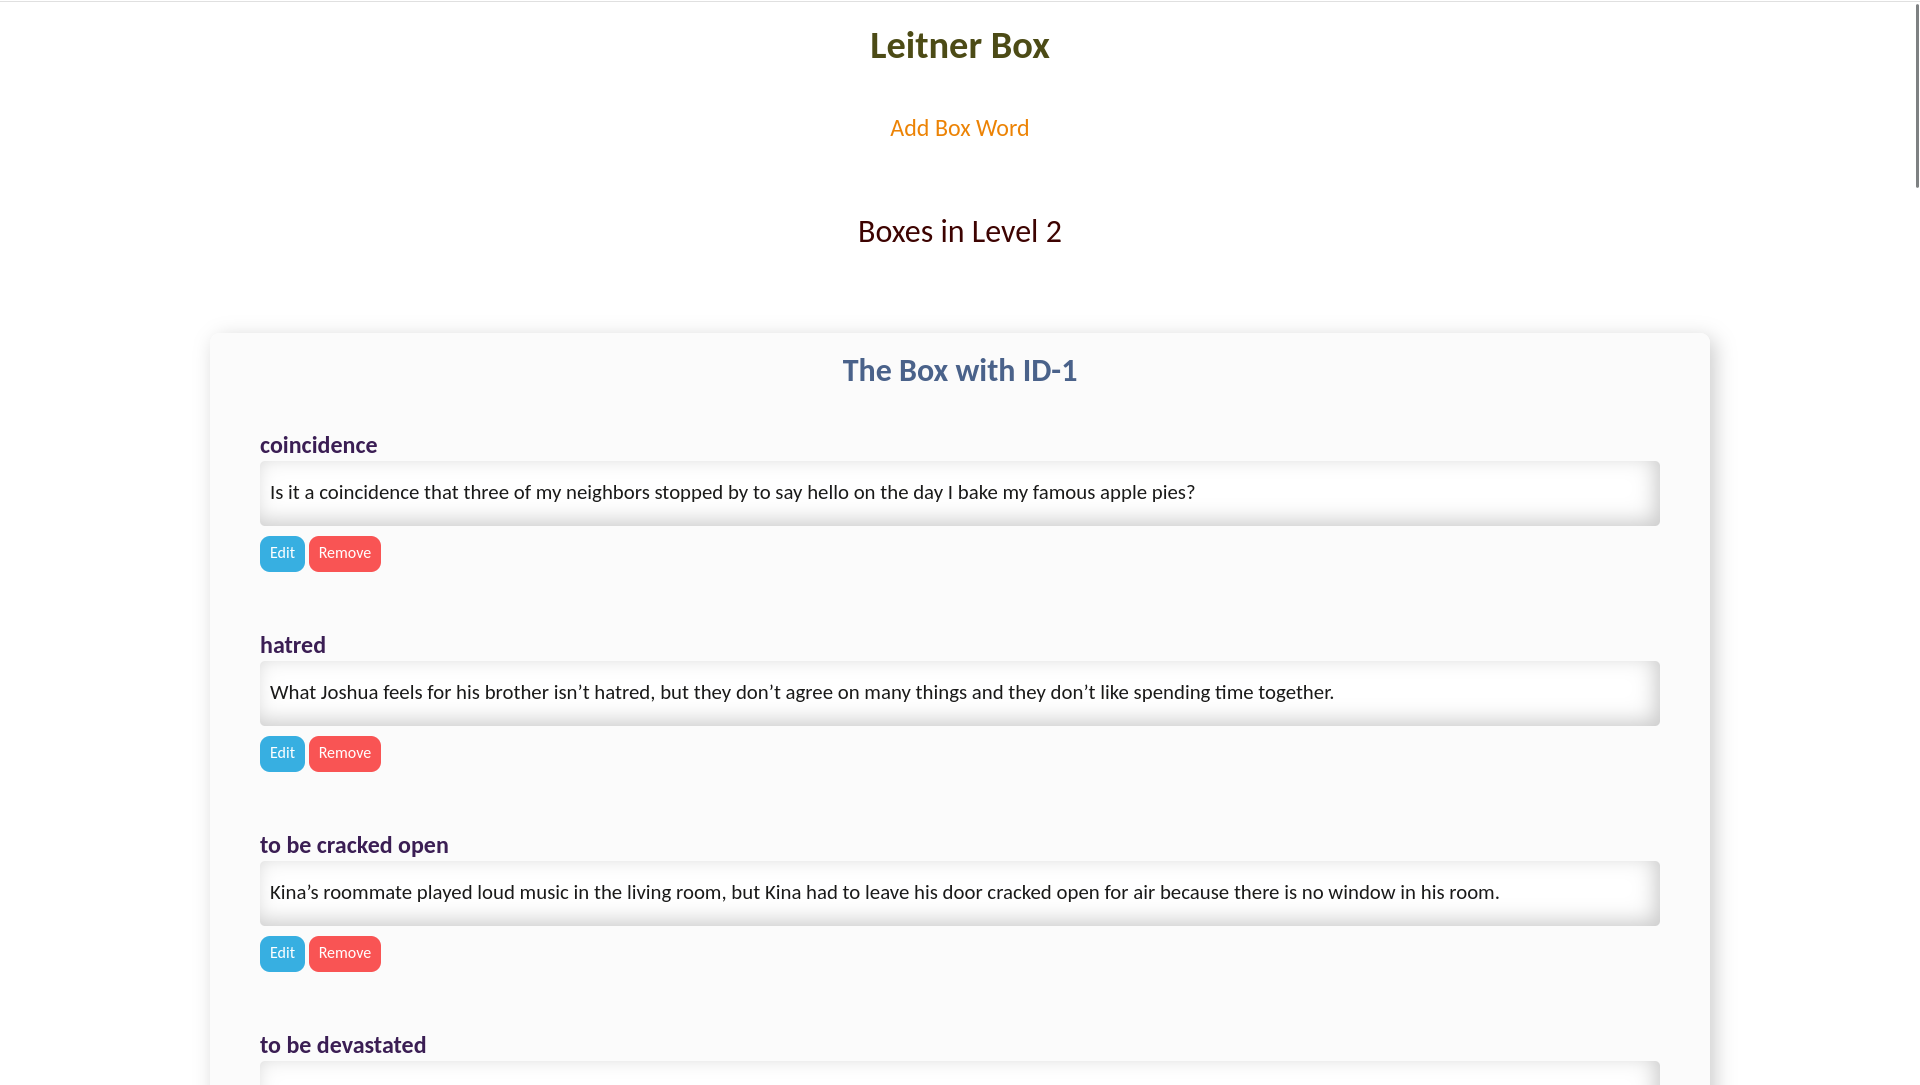 Leitner Box
Add Box Word
Boxes in Level 2
The Box with ID-1
coincidence
Is it a coincidence that three of my neighbors stopped by to say hello on the day I bake my famous apple pies?
Edit Remove
hatred
What Joshua feels for his brother isn’t hatred, but they don’t agree on many things and they don’t like spending time together.
Edit Remove
to be cracked open
Kina’s roommate played loud music in the living room, but Kina had to leave his door cracked open for air because there is no window in his room.
Edit Remove
to be devastated